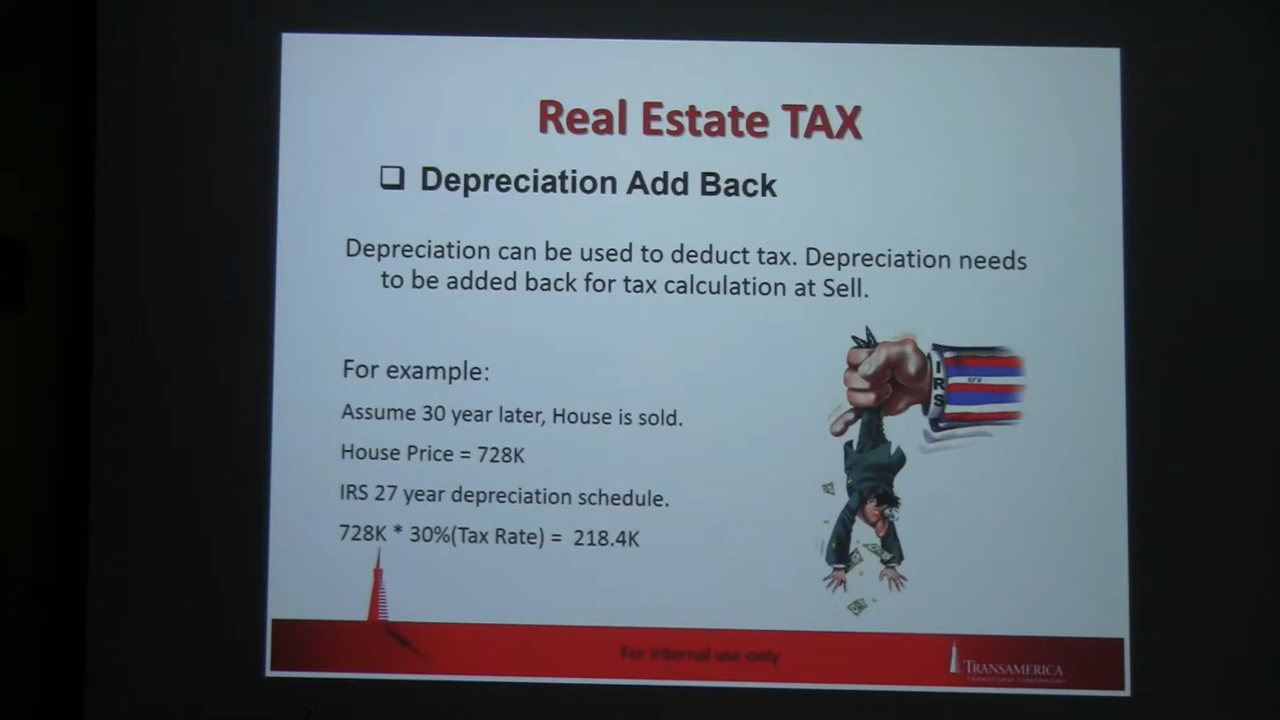 Real Estate TAX
❑ Depreciation Add Back
Depreciation can be used to deduct tax. Depreciation needs
to be added back for tax calculation at Sell.
For example:
Assume 30 year later, House is sold.
House Price = 728K
IRS 27 year depreciation schedule.
728K * 30%(Tax Rate) = 218.4K
IRS
For internal use only
TRANSAMERICA